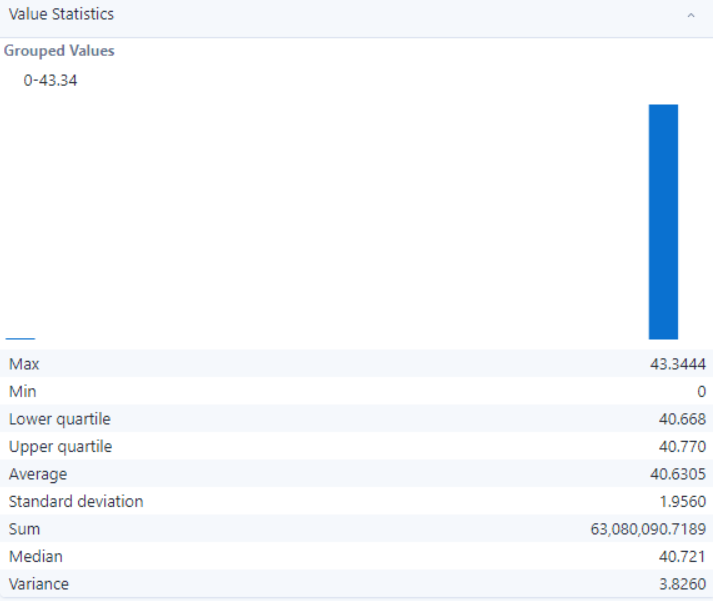 Value Statistics
Grouped Values
0-43.34
Max 43.3444
Min 0
Lower quartile 40.668
Upper quartile 40.770
Average 40.6305
Standard deviation 1.9560
Sum 63,080,090.7189
Median 40.721
Variance 3.8260